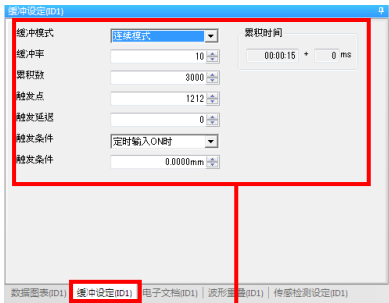 缓冲设定(ID1)
缓冲模式 连续模式
累积时间
缓冲率 10
00:00:15 + 0 ms
累积数 3000
触发点 1212
触发延迟 0
触发条件 定时输入ON时
触发条件 0.0000mm
数据图表(ID1) 缓冲设定(ID1) 电子文档(ID1) 波形重叠(ID1) 传感检测设定(ID1)